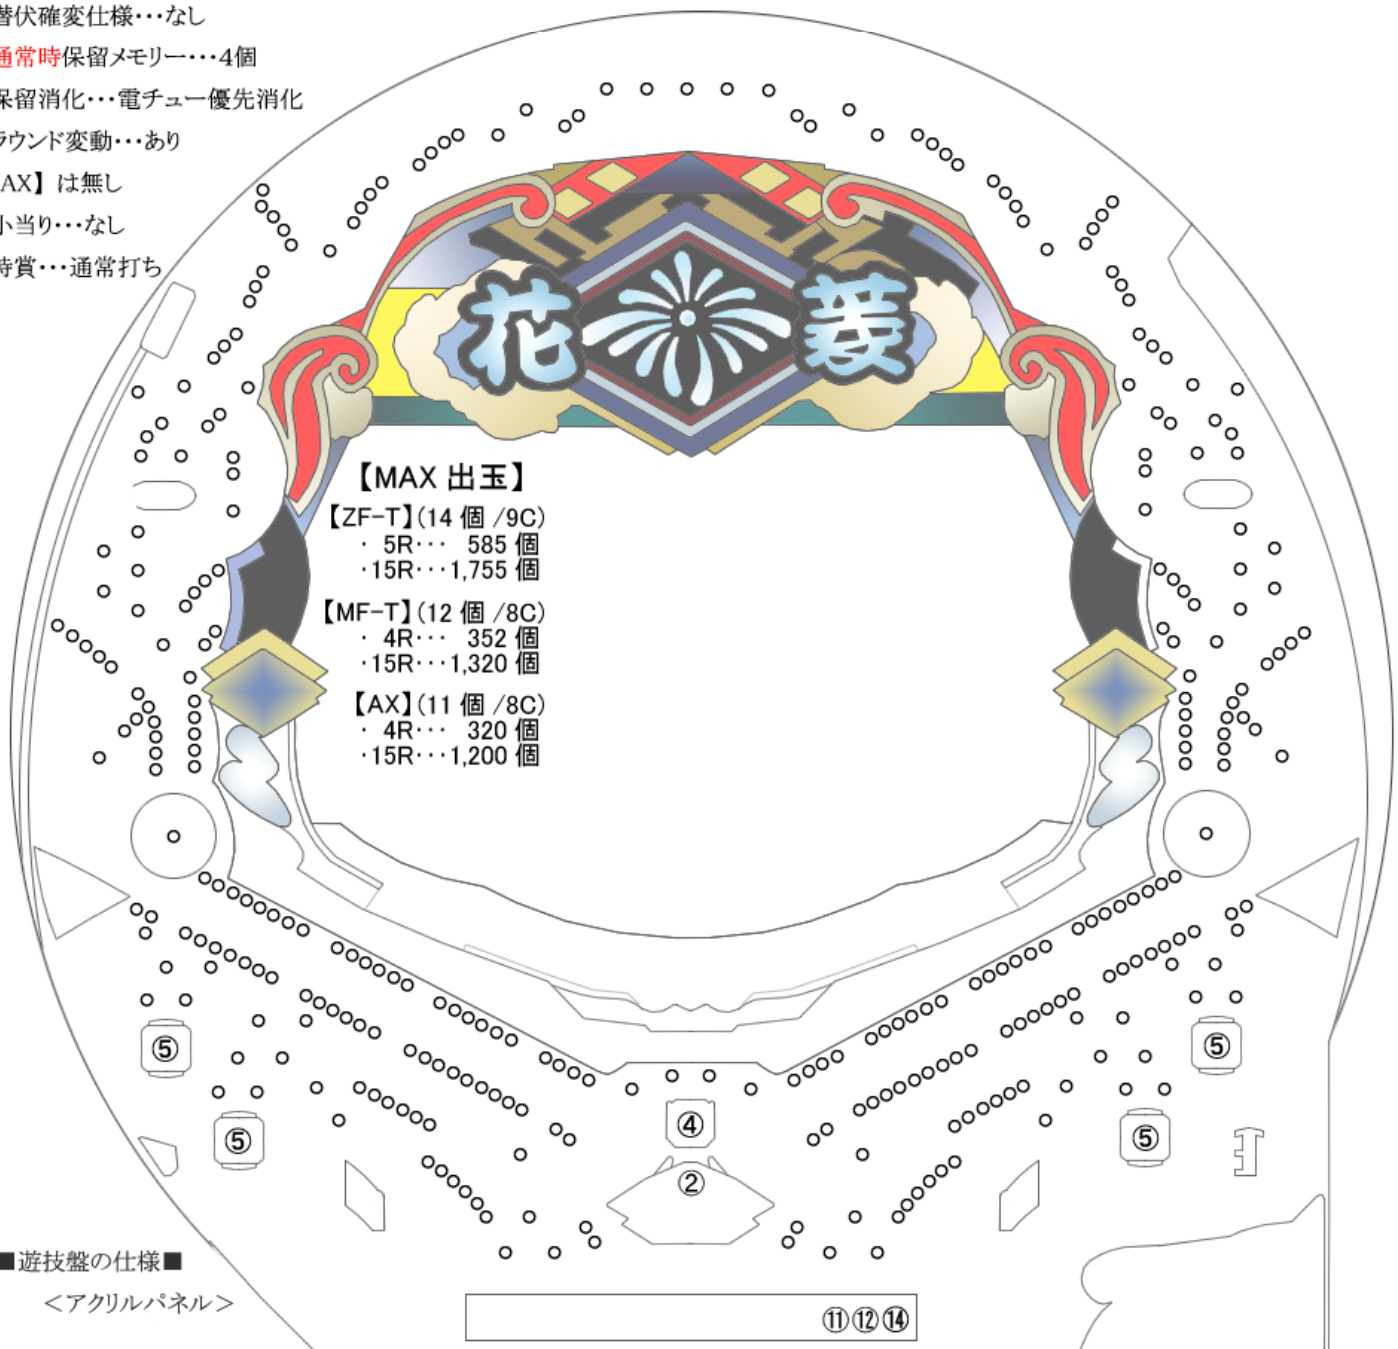 替伏確変仕様・・・なし
通常時保留メモリー・・・4個
保留消化・・・電チュー優先消化
ラウンド変動・・・あり
AX】は無し
小当り・・・なし
時賞・・・通常打ち
花 菱
【MAX 出玉】
【ZF-T】(14 個 /9C)
・ 5R・・・ 585 個
・15R・・・1,755 個
【MF-T】(12 個 /8C)
・ 4R・・・ 352 個
・15R・・・1,320 個
【AX】(11 個 /8C)
・ 4R・・・ 320 個
・15R・・・1,200 個
⑤ ⑤
⑤ ④ ⑤
②
■遊技盤の仕様■
＜アクリルパネル＞
⑪⑫⑭